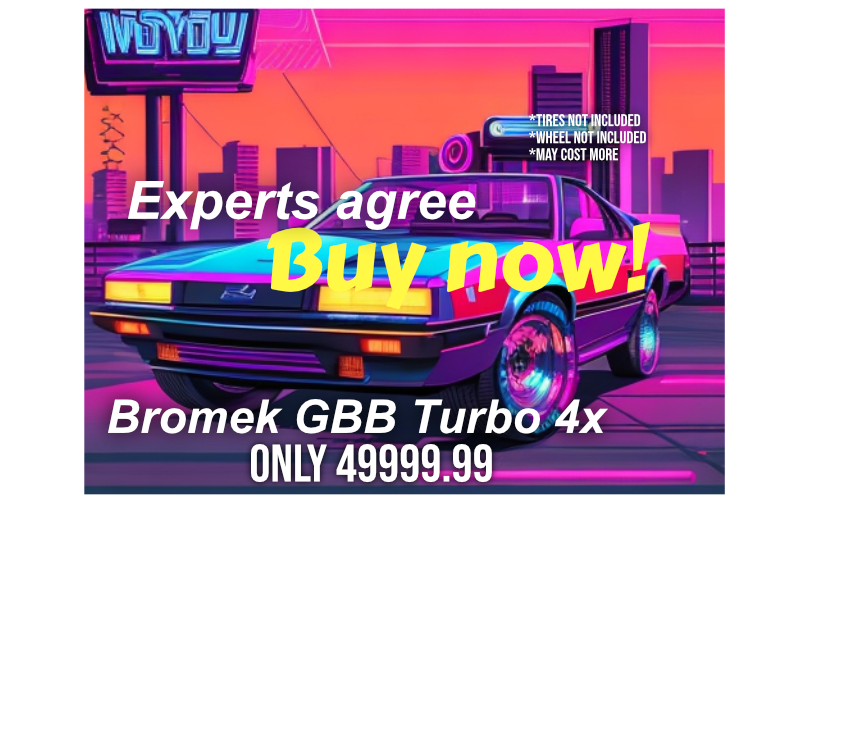 *TIRES NOT INCLUDED
*WHEEL NOT INCLUDED
*MAY COST MORE
Experts agree
Buy now!
Bromek GBB Turbo 4x
ONLY 49999.99